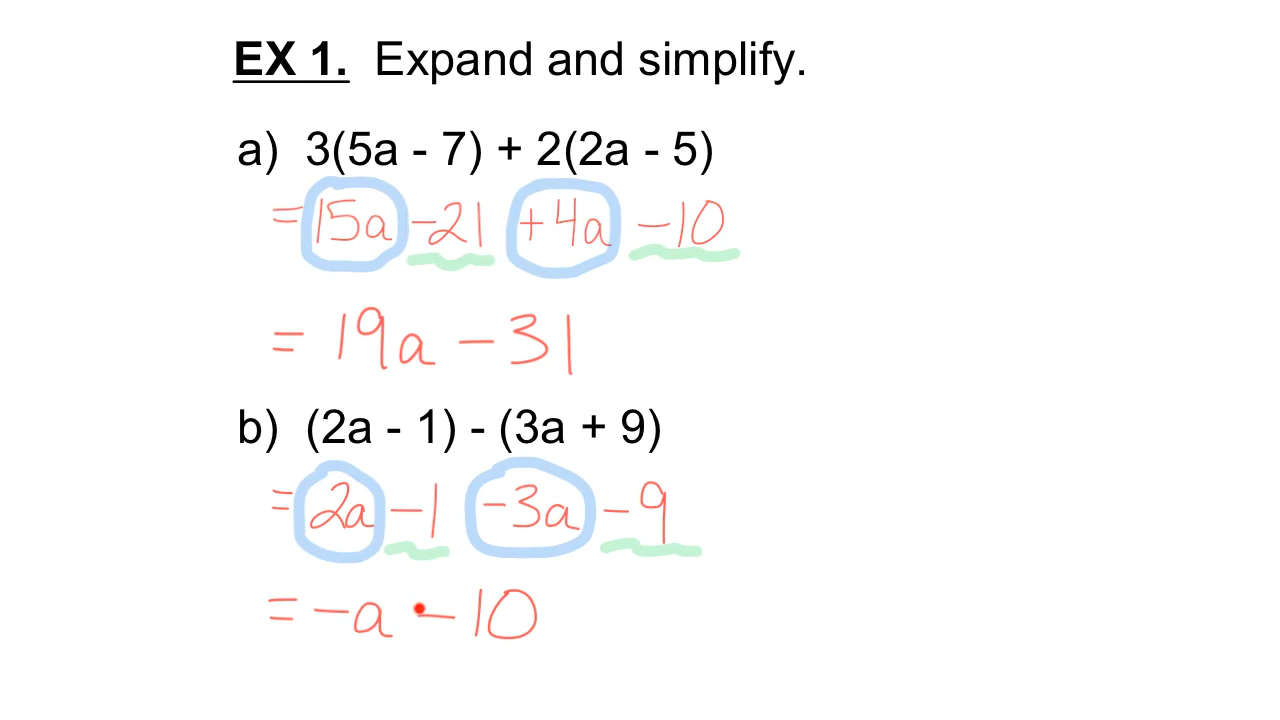 EX 1. Expand and simplify.
a) 3(5a - 7) + 2(2a - 5)
= 15a - 21 + 4a - 10
= 19a - 31
b) (2a - 1) - (3a + 9)
= 2a - 1 - 3a - 9
= -a - 10